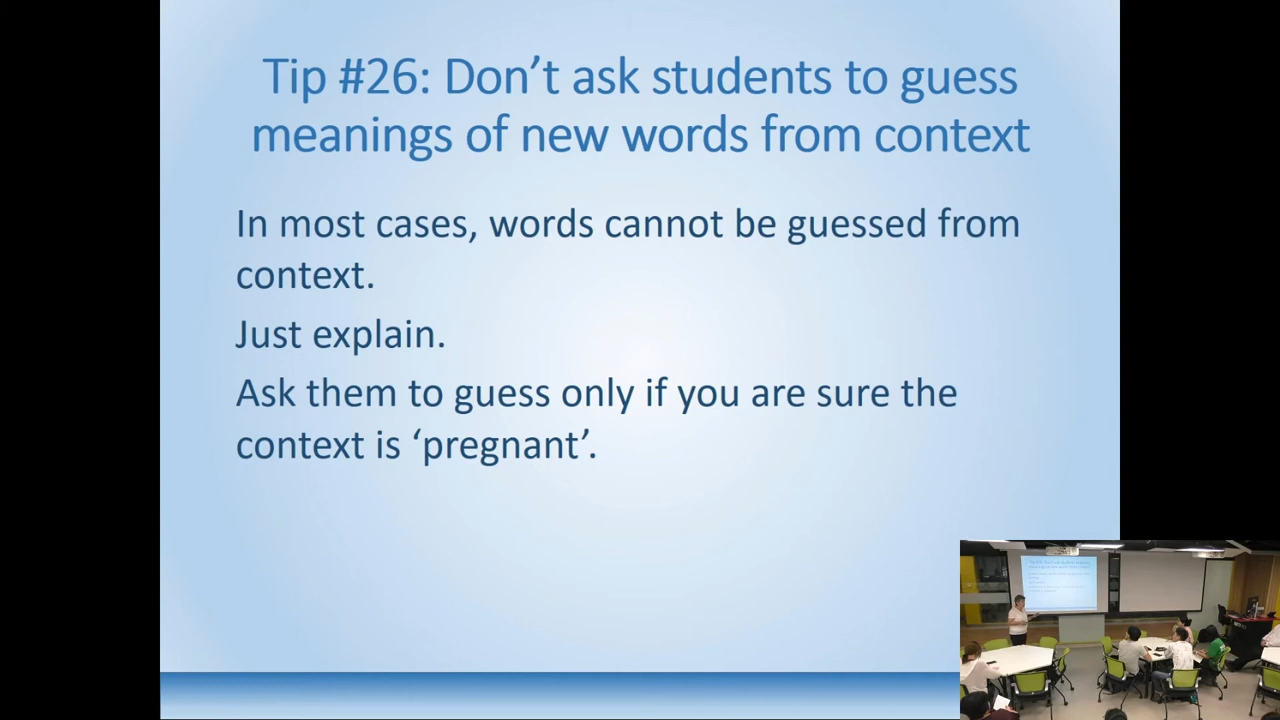 Tip #26: Don’t ask students to guess
meanings of new words from context
In most cases, words cannot be guessed from
context.
Just explain.
Ask them to guess only if you are sure the
context is ‘pregnant’.